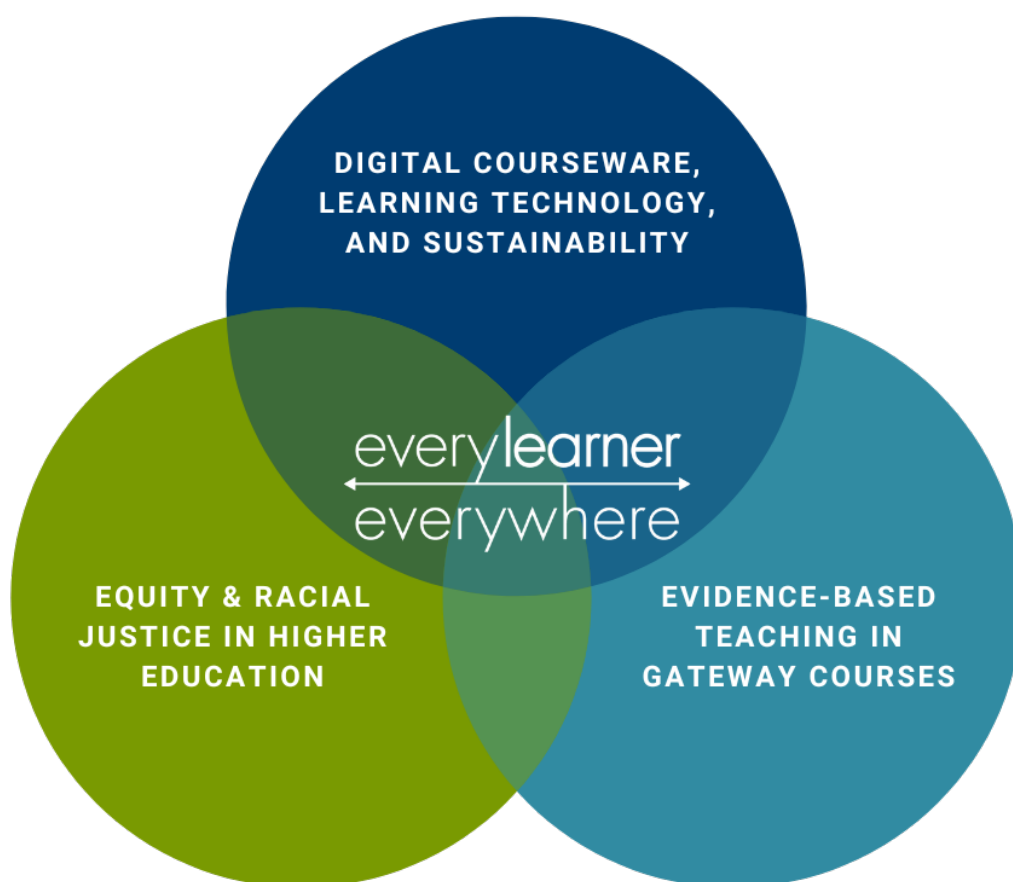 DIGITAL COURSEWARE,
LEARNING TECHNOLOGY,
AND SUSTAINABILITY
everylearner
everywhere
EQUITY & RACIAL
JUSTICE IN HIGHER
EDUCATION
EVIDENCE-BASED
TEACHING IN
GATEWAY COURSES